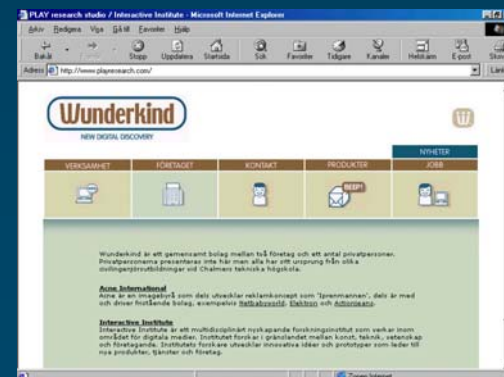 PLAY research studio / Interactive Institute - Microsoft Internet Explorer
Arkiv Redigera Visa Gå till Favoriter Hjälp
Bakåt Stopp Uppdatera Startsida Sök Favoriter Tidigare Kanaler Helskärm E-post
Adress http://www.playresearch.com/
Wunderkind
NEW DIGITAL DISCOVERY
NYHETER
VERKSAMHET FÖRETAGET KONTAKT PRODUKTER JOBB
BEEP!
Wunderkind är ett gemensamt bolag mellan två företag och ett antal privatpersoner.
Privatpersonerna presenteras inte här men alla har sitt ursprung från olika
civilingenjörsutbildningar vid Chalmers tekniska högskola.
Acne International
Acne är en imagebyrå som dels utvecklar reklamkoncept som 'Iprenmannen', dels är med
och driver fristående bolag, exempelvis Netbabyworld, Elektron och Actionjeans.
Interactive Institute
Interactive Institute är ett multidisciplinärt nyskapande forskningsinstitut som verkar inom
området för digitala medier. Institutet forskar i gränslandet mellan konst, teknik, vetenskap
och företagande. Institutets forskare utvecklar innovativa idéer och prototyper som leder till
nya produkter, tjänster och företag.
Zonen Internet